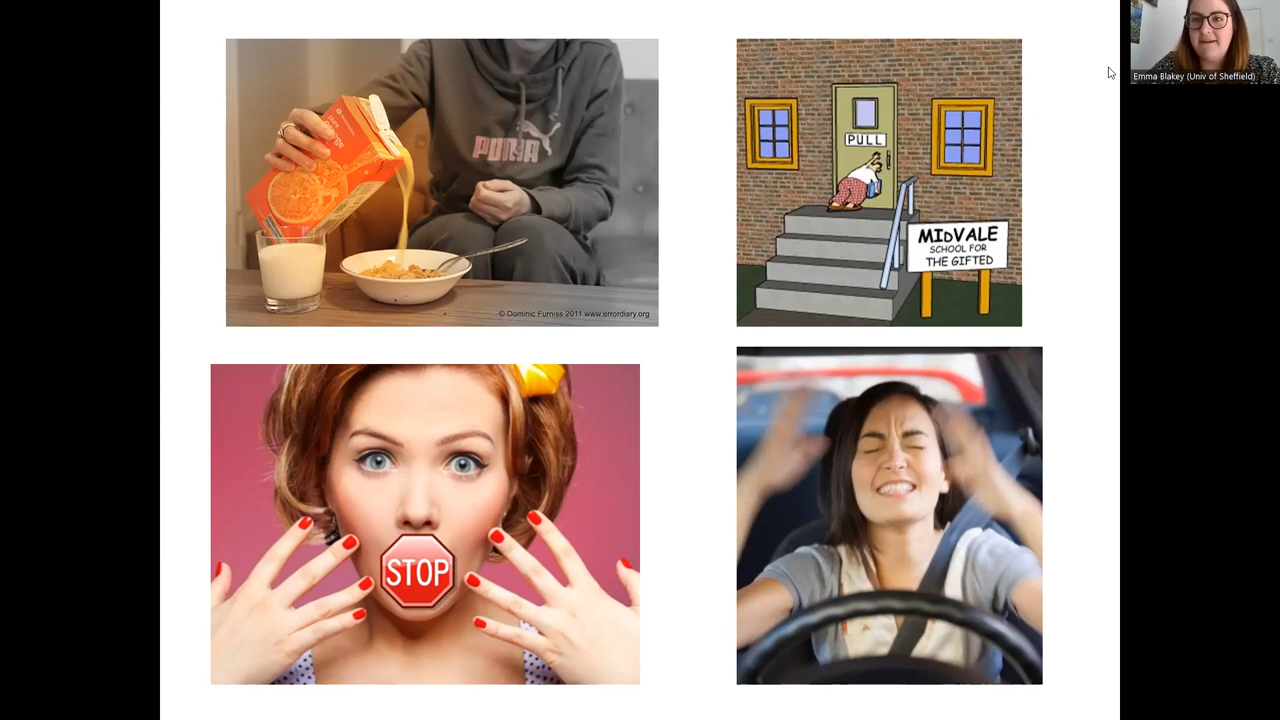 pure
PUMA
© Dominic Furniss 2011 www.errordiary.org
PULL
MIDVALE
SCHOOL FOR
THE GIFTED
STOP
Emma Blakey (Univ of Sheffield)